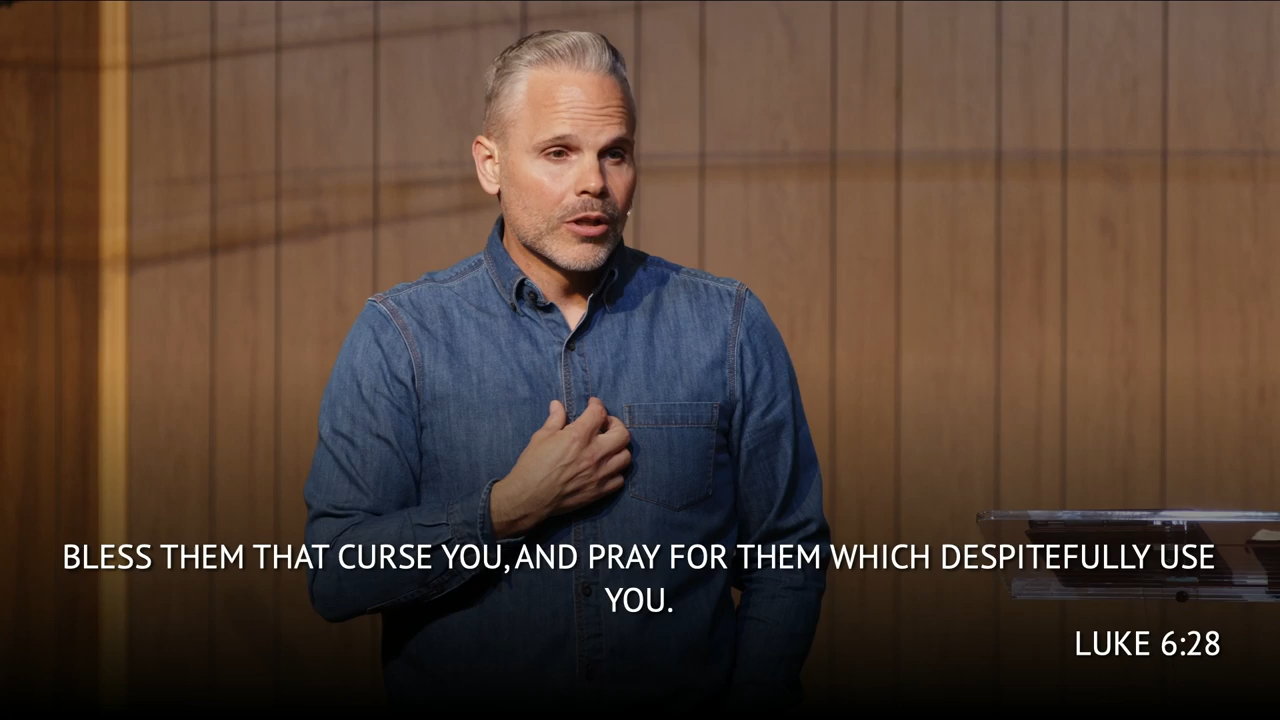 BLESS THEM THAT CURSE YOU, AND PRAY FOR THEM WHICH DESPITEFULLY USE
YOU.
LUKE 6:28